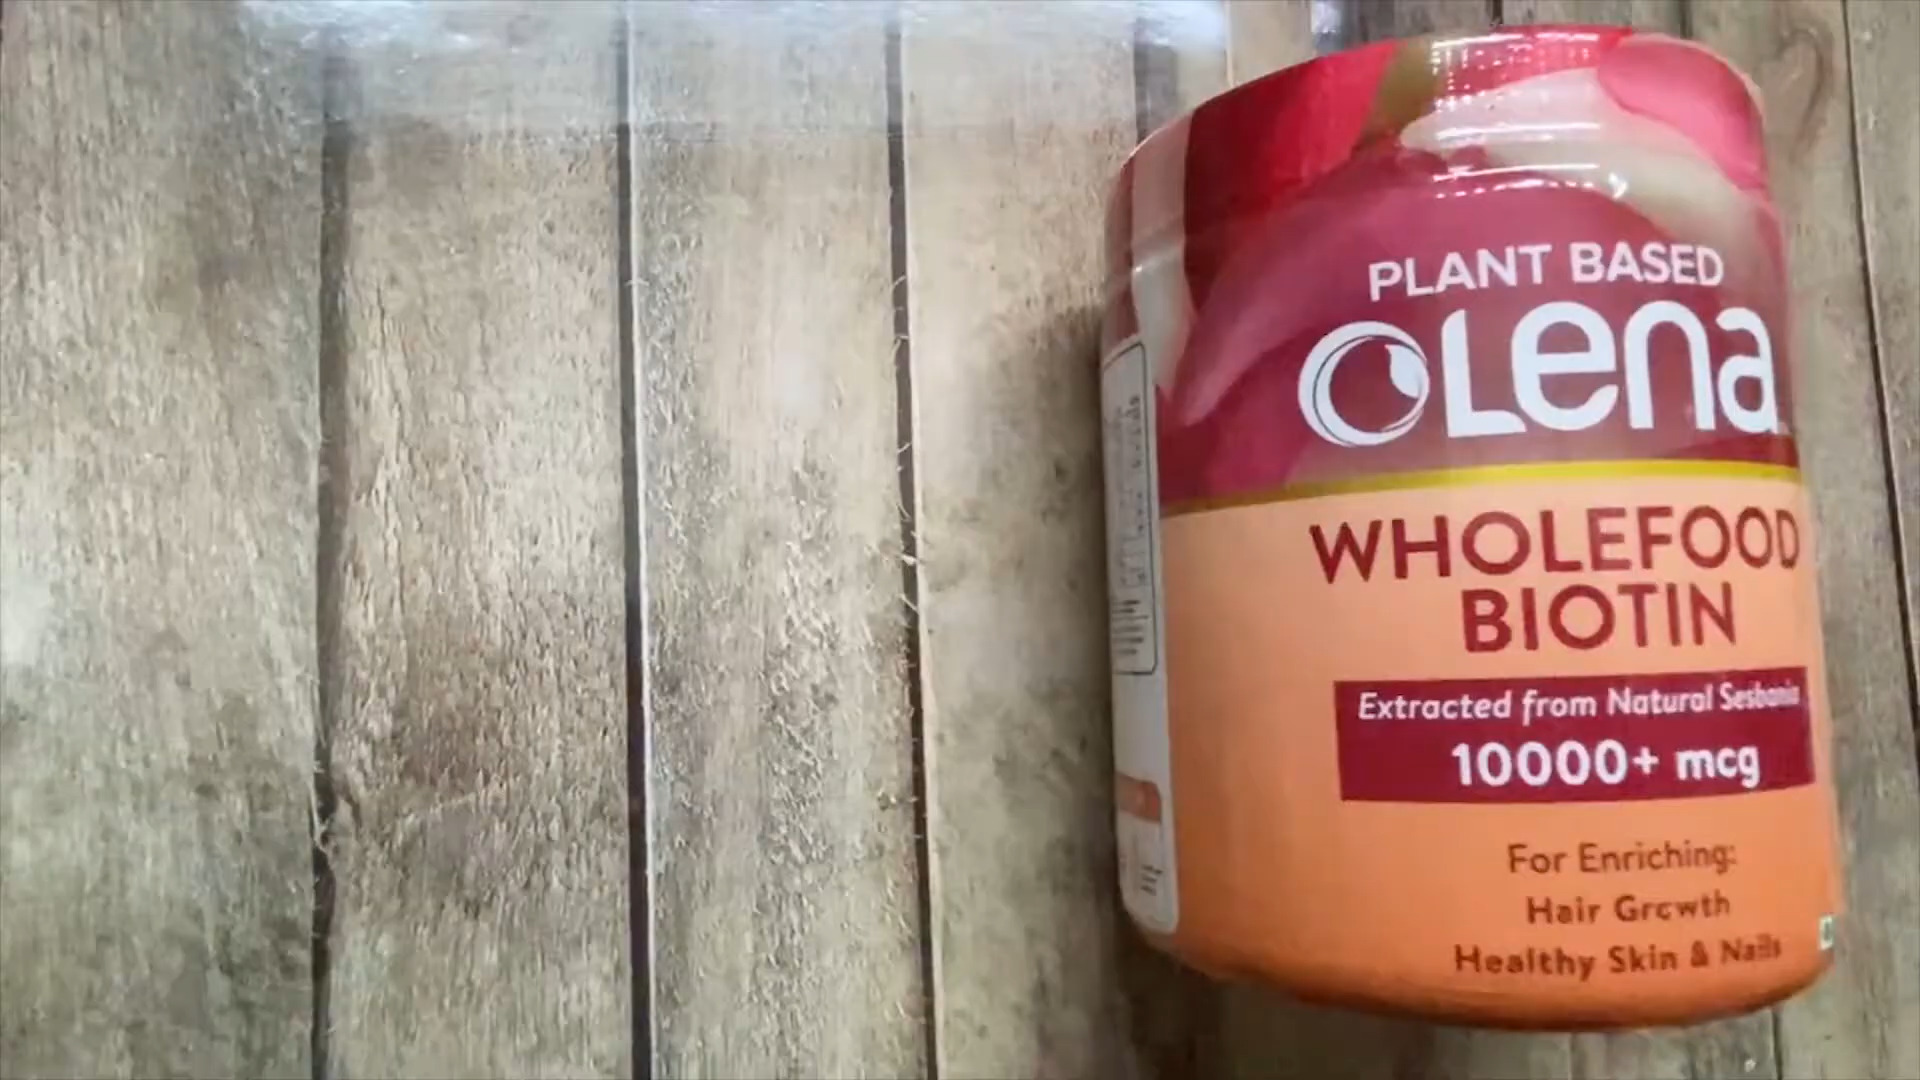 PLANT BASED
OLena
WHOLEFOOD
BIOTIN
Extracted from Natural Sesbania
10000+ mcg
For Enriching:
Hair Growth
Healthy Skin & Nails